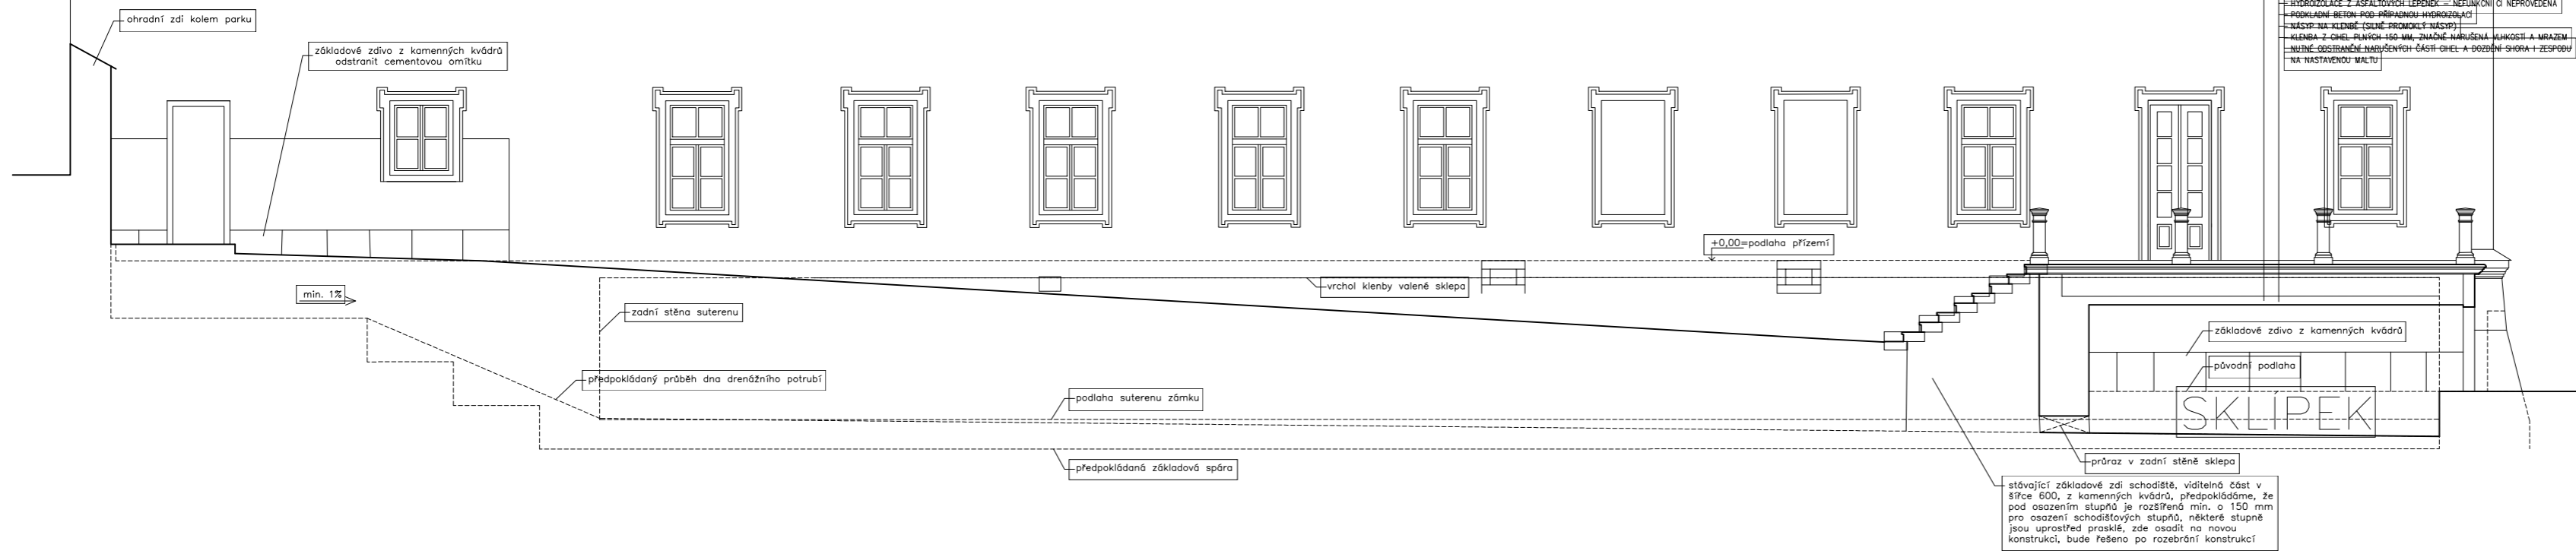 HYDROIZOLACE Z ASFALTOVÝCH LEPENEK – NEFUNKČNÍ ČI NEPROVEDENÁ
PODKLADNÍ BETON POD PŘÍPADNOU HYDROIZOLACÍ
NÁSYP NA KLENBĚ (SILNĚ PROMOKLÝ NÁSYP)
KLENBA Z CIHEL PLNÝCH 150 MM, ZNAČNĚ NARUŠENÁ VLHKOSTÍ A MRAZEM
NUTNÉ ODSTRANĚNÍ NARUŠENÝCH ČÁSTÍ CIHEL A DOZDĚNÍ SHORA I ZESPODU
NA NASTAVENOU MALTU
ohradní zdi kolem parku
základové zdivo z kamenných kvádrů
odstranit cementovou omítku
+0,00=podlaha přízemí
min. 1%
vrchol klenby valené sklepa
zadní stěna suterenu
základové zdivo z kamenných kvádrů
původní podlaha
předpokládaný průběh dna drenážního potrubí
podlaha suterenu zámku
SKLÍPEK
předpokládaná základová spára
průraz v zadní stěně sklepa
stávající základové zdi schodiště, viditelná část v
šířce 600, z kamenných kvádrů, předpokládáme, že
pod osazením stupňů je rozšířená min. o 150 mm
pro osazení schodišťových stupňů, některé stupně
jsou uprostřed prasklé, zde osadit na novou
konstrukci, bude řešeno po rozebrání konstrukcí